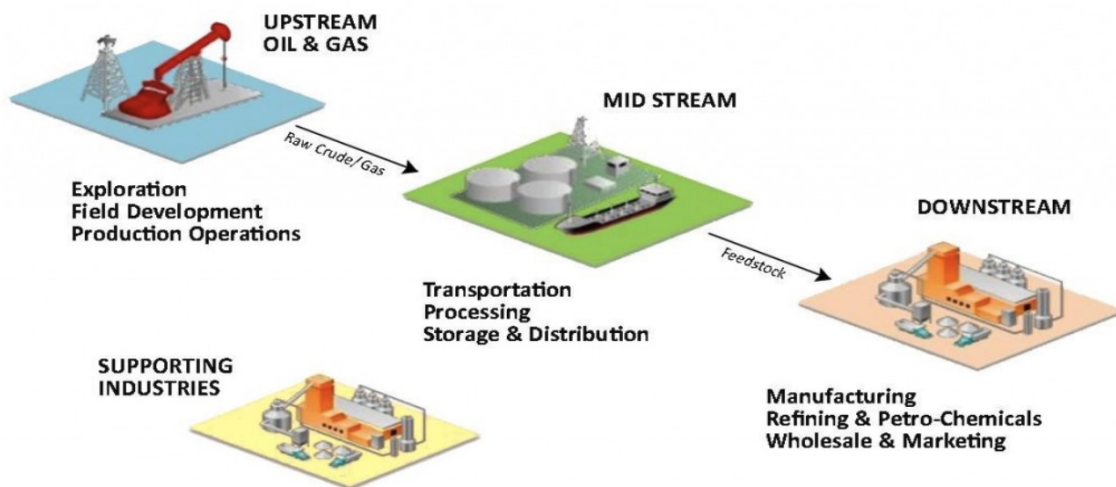 UPSTREAM
OIL & GAS
MID STREAM
Raw Crude/Gas
Exploration
Field Development
Production Operations
DOWNSTREAM
Feedstock
Transportation
Processing
Storage & Distribution
SUPPORTING
INDUSTRIES
Manufacturing
Refining & Petro-Chemicals
Wholesale & Marketing